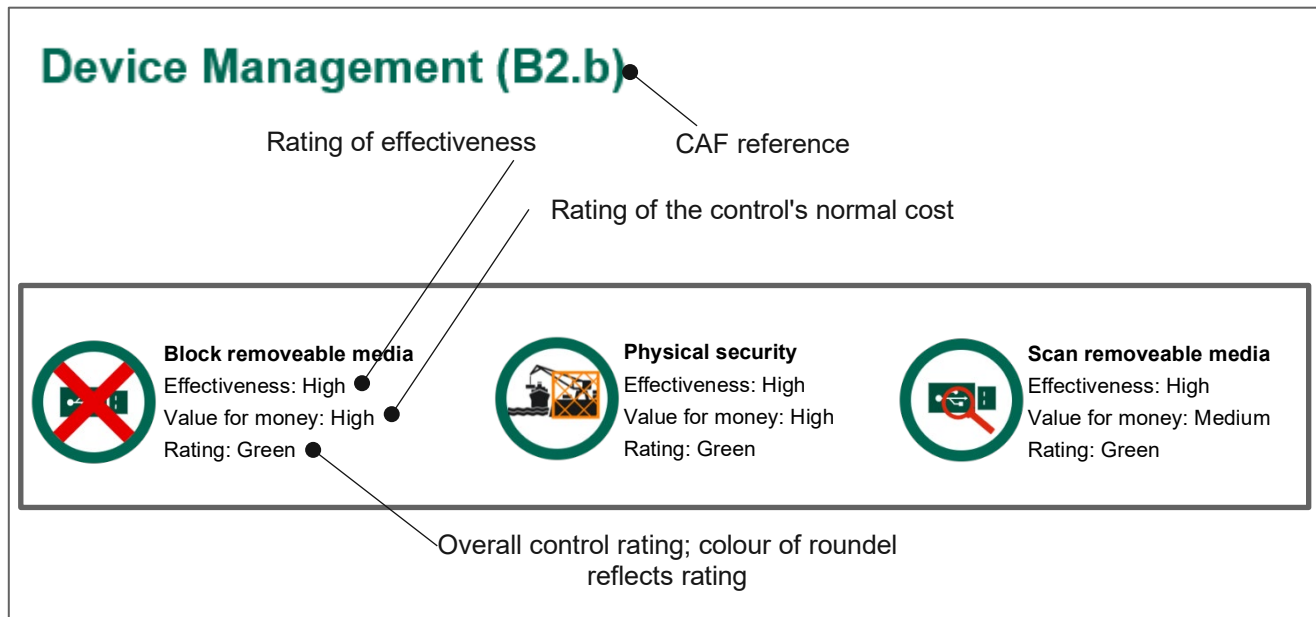 Device Management (B2.b)
Rating of effectiveness
CAF reference
Rating of the control's normal cost
Block removeable media
Effectiveness: High
Value for money: High
Rating: Green
Physical security
Effectiveness: High
Value for money: High
Rating: Green
Scan removeable media
Effectiveness: High
Value for money: Medium
Rating: Green
Overall control rating; colour of roundel
reflects rating